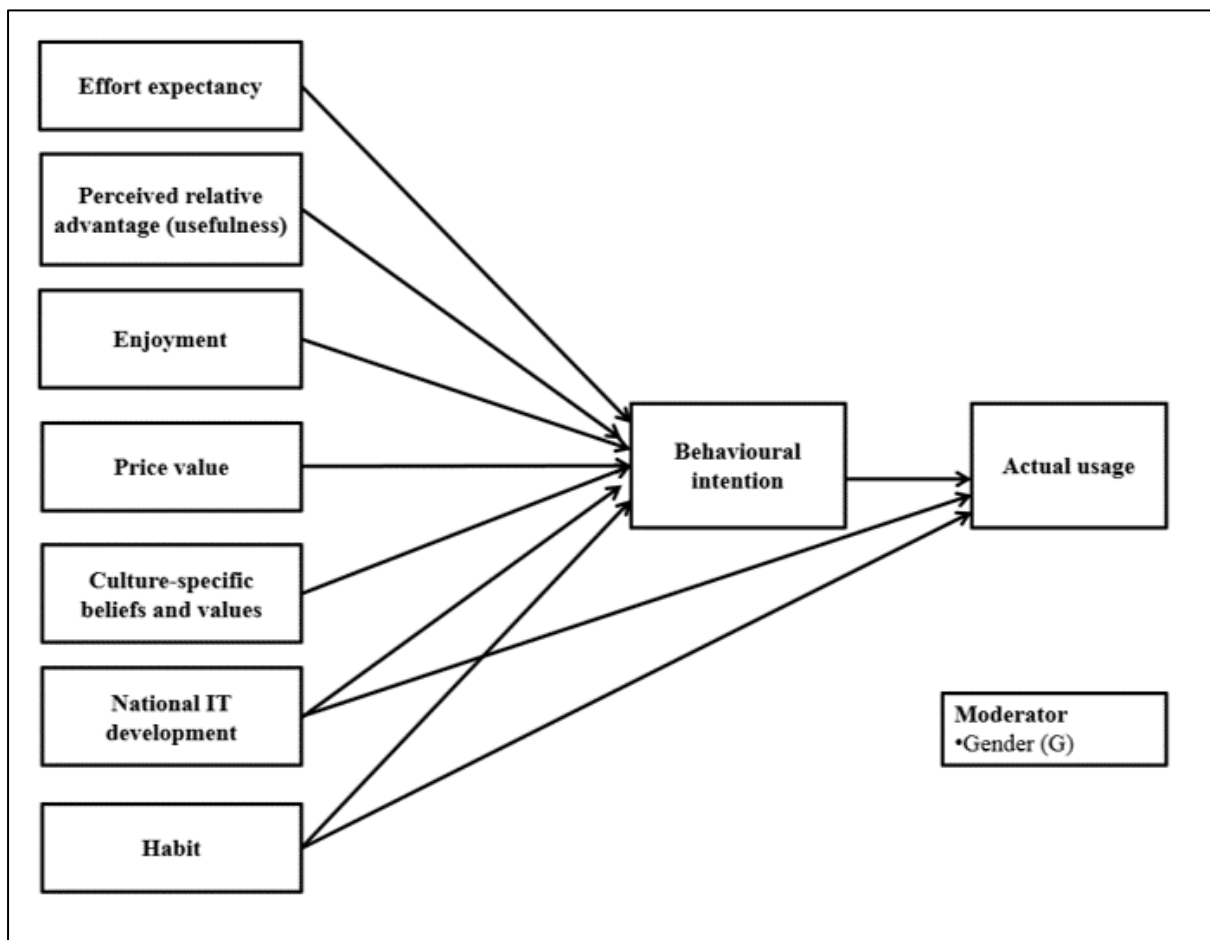 Effort expectancy
Perceived relative
advantage (usefulness)
Enjoyment
Price value
Culture-specific
beliefs and values
National IT
development
Habit
Behavioural
intention
Actual usage
Moderator
•Gender (G)